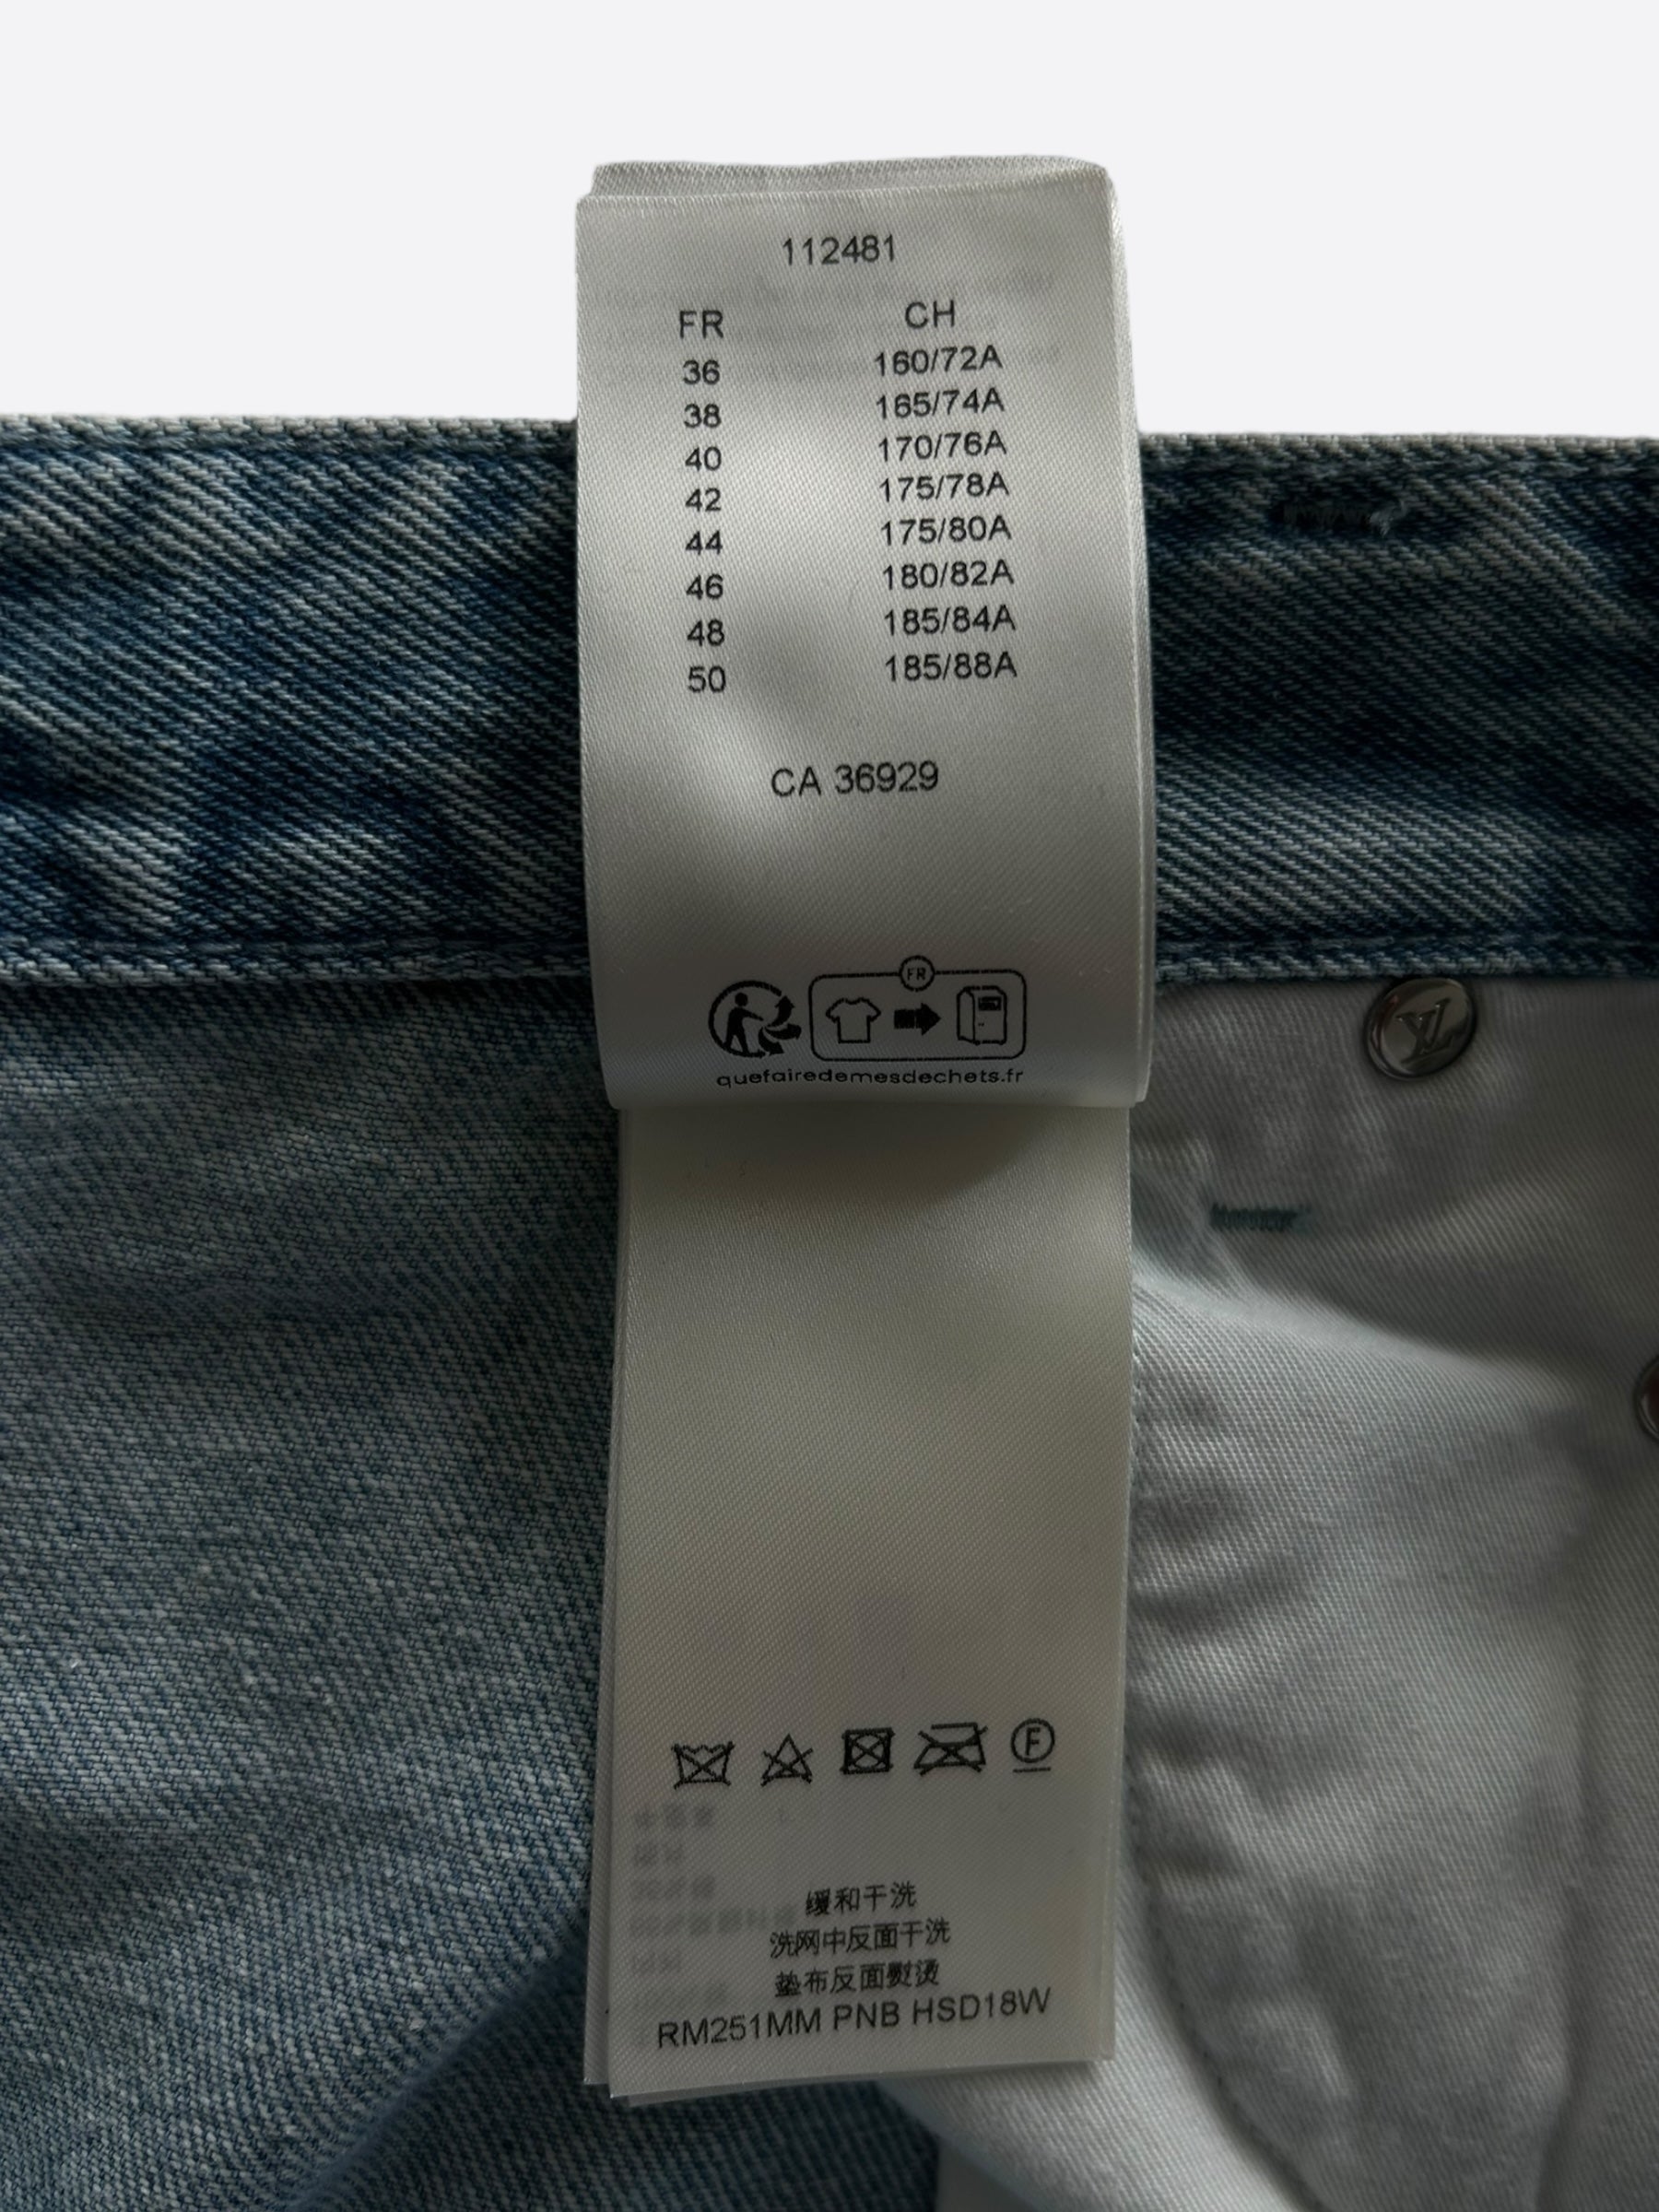 112481
FR CH
36 160/72A
38 165/74A
40 170/76A
42 175/78A
44 175/80A
46 180/82A
48 185/84A
50 185/88A
CA 36929
FR
quefairedemesdechets.fr
LV
F
缓和干洗
洗网中反面干洗
垫布反面熨烫
RM251MM PNB HSD18W